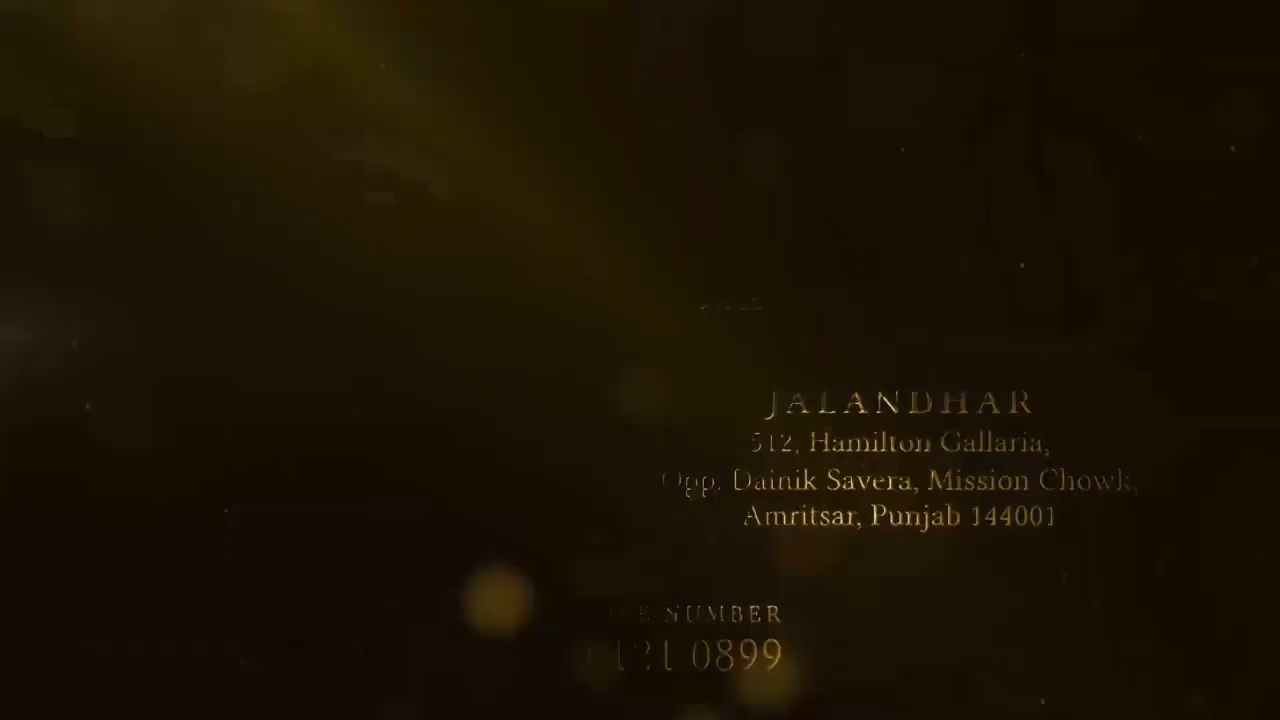 JALANDHAR
512, Hamilton Gallaria,
Opp. Dainik Savera, Mission Chowk,
Amritsar, Punjab 144001
NUMBER
0899